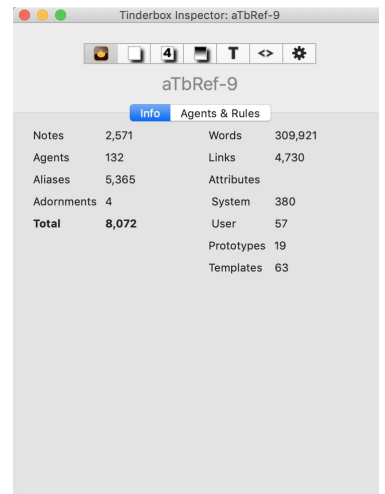 Tinderbox Inspector: aTbRef-9
4 T <>
aTbRef-9
Info Agents & Rules
Notes 2,571 Words 309,921
Agents 132 Links 4,730
Aliases 5,365 Attributes
Adornments 4 System 380
Total 8,072 User 57
Prototypes 19
Templates 63